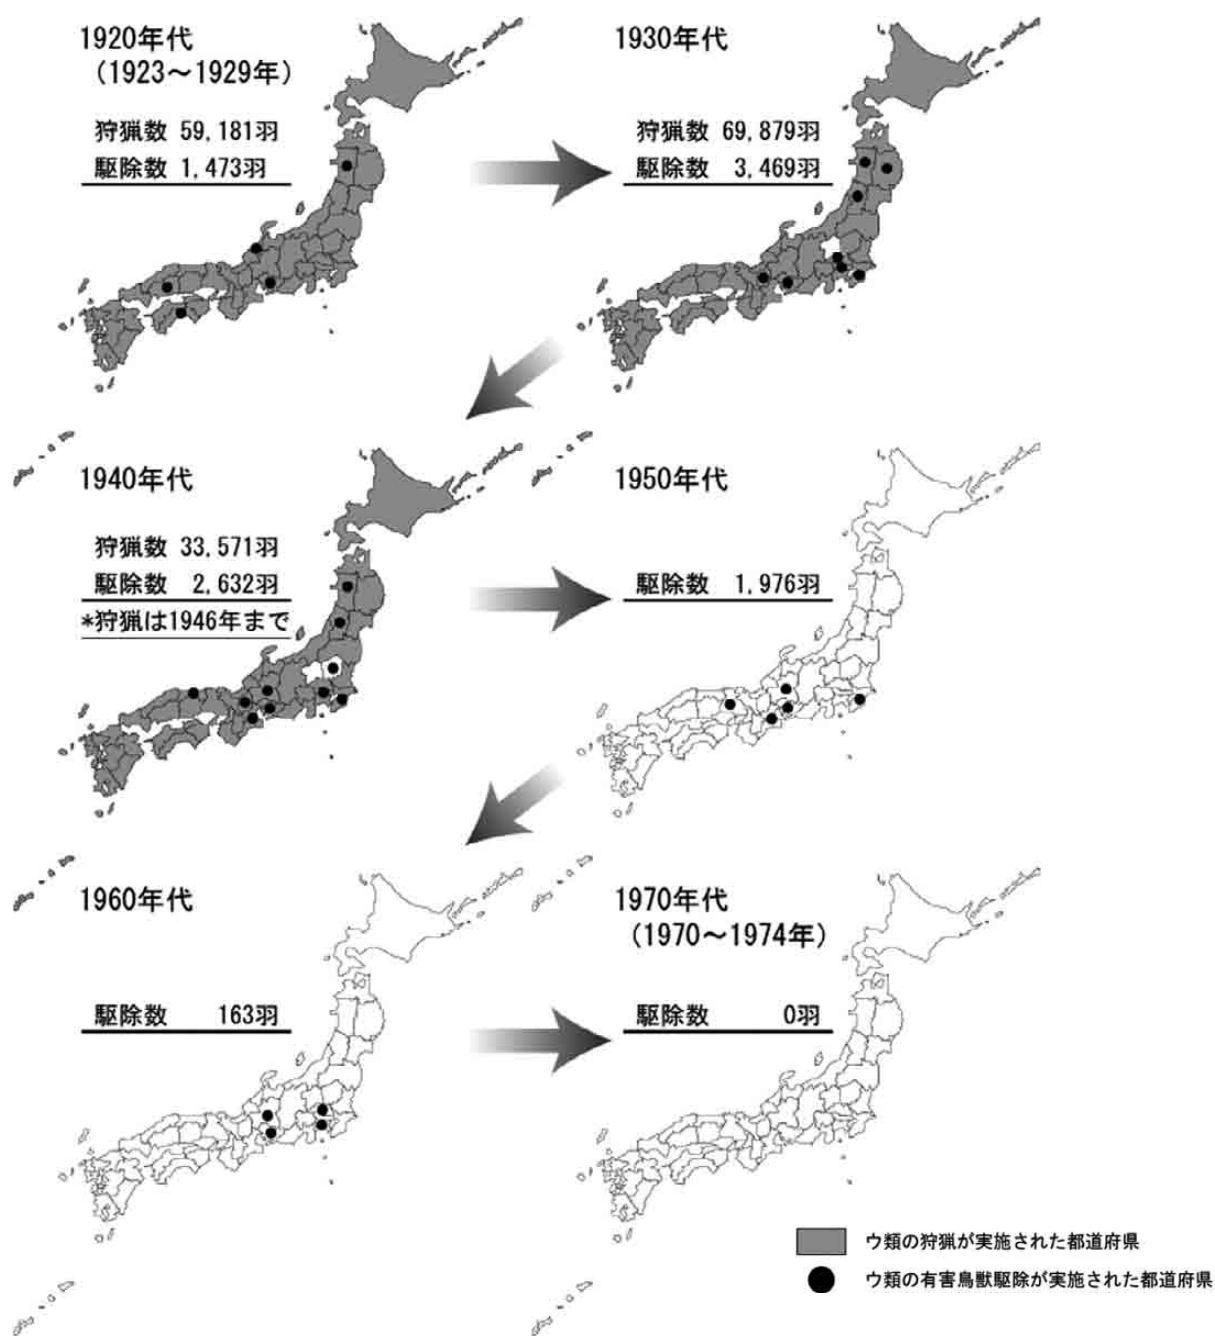 1920年代
（1923～1929年）
狩猟数 59,181羽
駆除数 1,473羽
1930年代
狩猟数 69,879羽
駆除数 3,469羽
1940年代
狩猟数 33,571羽
駆除数 2,632羽
*狩猟は1946年まで
1950年代
駆除数 1,976羽
1960年代
駆除数 163羽
1970年代
（1970～1974年）
駆除数 0羽
ウ類の狩猟が実施された都道府県
ウ類の有害鳥獣駆除が実施された都道府県